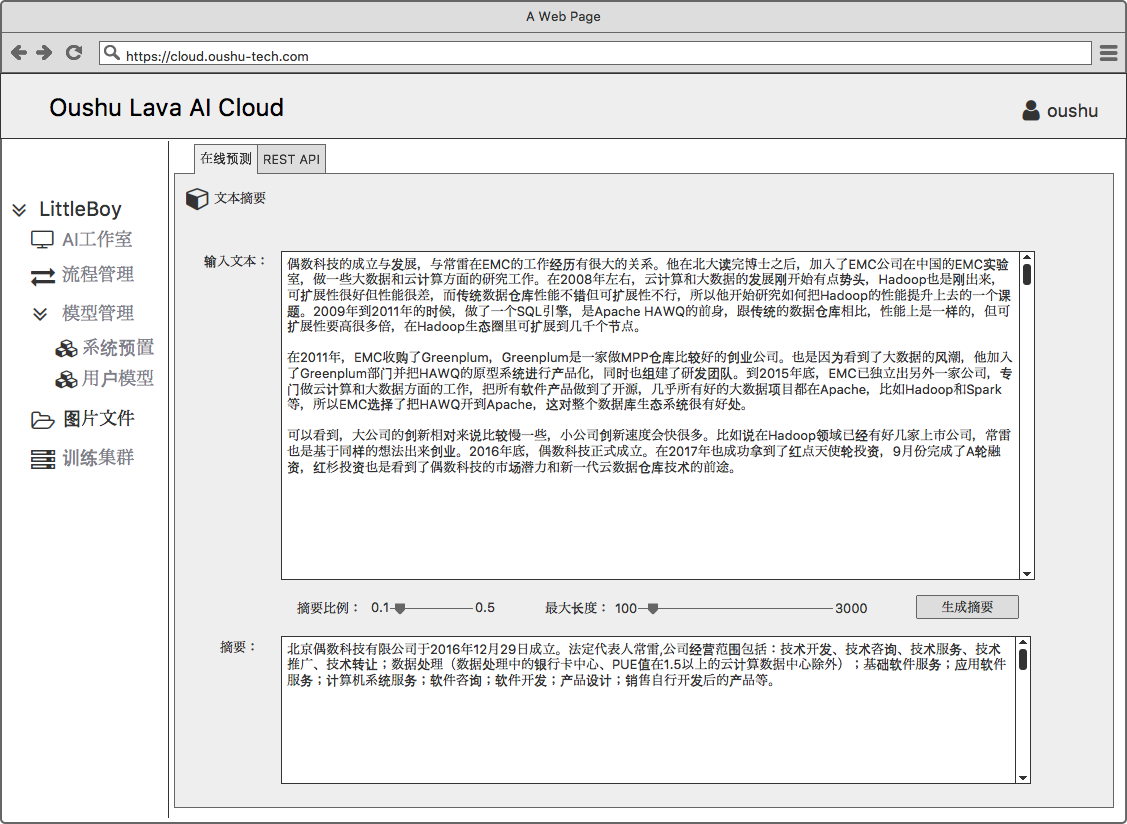 A Web Page
https://cloud.oushu-tech.com
Oushu Lava AI Cloud
oushu
LittleBoy
AI工作室
流程管理
模型管理
系统预置
用户模型
图片文件
训练集群
在线预测
REST API
文本摘要
输入文本：
偶数科技的成立与发展，与常雷在EMC的工作经历有很大的关系。他在北大读完博士之后，加入了EMC公司在中国的EMC实验
室，做一些大数据和云计算方面的研究工作。在2008年左右，云计算和大数据的发展刚开始有点势头，Hadoop也是刚出来，
可扩展性很好但性能很差，而传统数据仓库性能不错但可扩展性不行，所以他开始研究如何把Hadoop的性能提升上去的一个课
题。2009年到2011年的时候，做了一个SQL引擎，是Apache HAWQ的前身，跟传统的数据仓库相比，性能上是一样的，但可
扩展性要高很多倍，在Hadoop生态圈里可扩展到几千个节点。
在2011年，EMC收购了Greenplum，Greenplum是一家做MPP仓库比较好的创业公司。也是因为看到了大数据的风潮，他加入
了Greenplum部门并把HAWQ的原型系统进行产品化，同时也组建了研发团队。到2015年底，EMC已独立出另外一家公司，专
门做云计算和大数据方面的工作，把所有软件产品做到了开源，几乎所有好的大数据项目都在Apache，比如Hadoop和Spark
等，所以EMC选择了把HAWQ开到Apache，这对整个数据库生态系统很有好处。
可以看到，大公司的创新相对来说比较慢一些，小公司创新速度会快很多。比如说在Hadoop领域已经有好几家上市公司，常雷
也是基于同样的想法出来创业。2016年底，偶数科技正式成立。在2017年也成功拿到了红点天使轮投资，9月份完成了A轮融
资，红杉投资也是看到了偶数科技的市场潜力和新一代云数据仓库技术的前途。
摘要比例：
0.1
0.5
最大长度：
100
3000
生成摘要
摘要：
北京偶数科技有限公司于2016年12月29日成立。法定代表人常雷,公司经营范围包括：技术开发、技术咨询、技术服务、技术
推广、技术转让；数据处理（数据处理中的银行卡中心、PUE值在1.5以上的云计算数据中心除外）；基础软件服务；应用软件
服务；计算机系统服务；软件咨询；软件开发；产品设计；销售自行开发后的产品等。